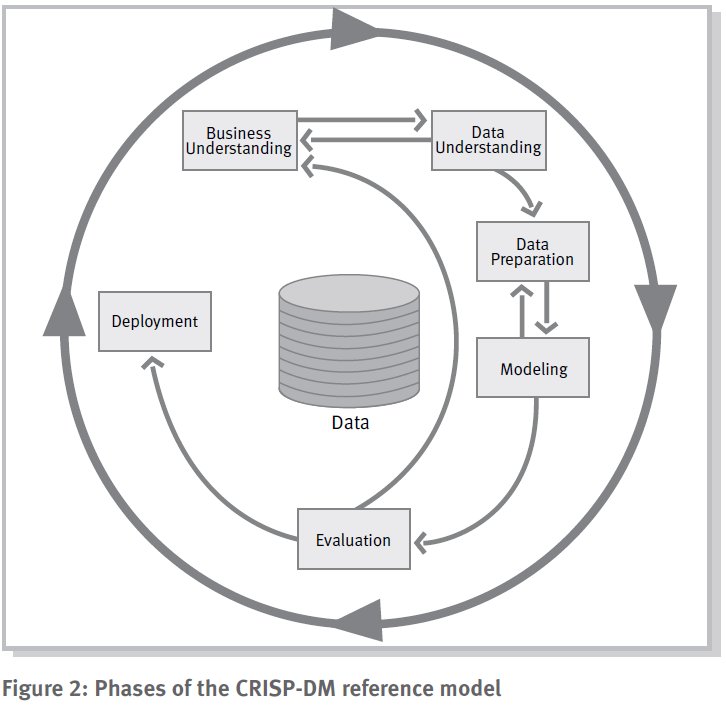 Business
Understanding
Data
Understanding
Data
Preparation
Deployment
Modeling
Data
Evaluation
Figure 2: Phases of the CRISP-DM reference model